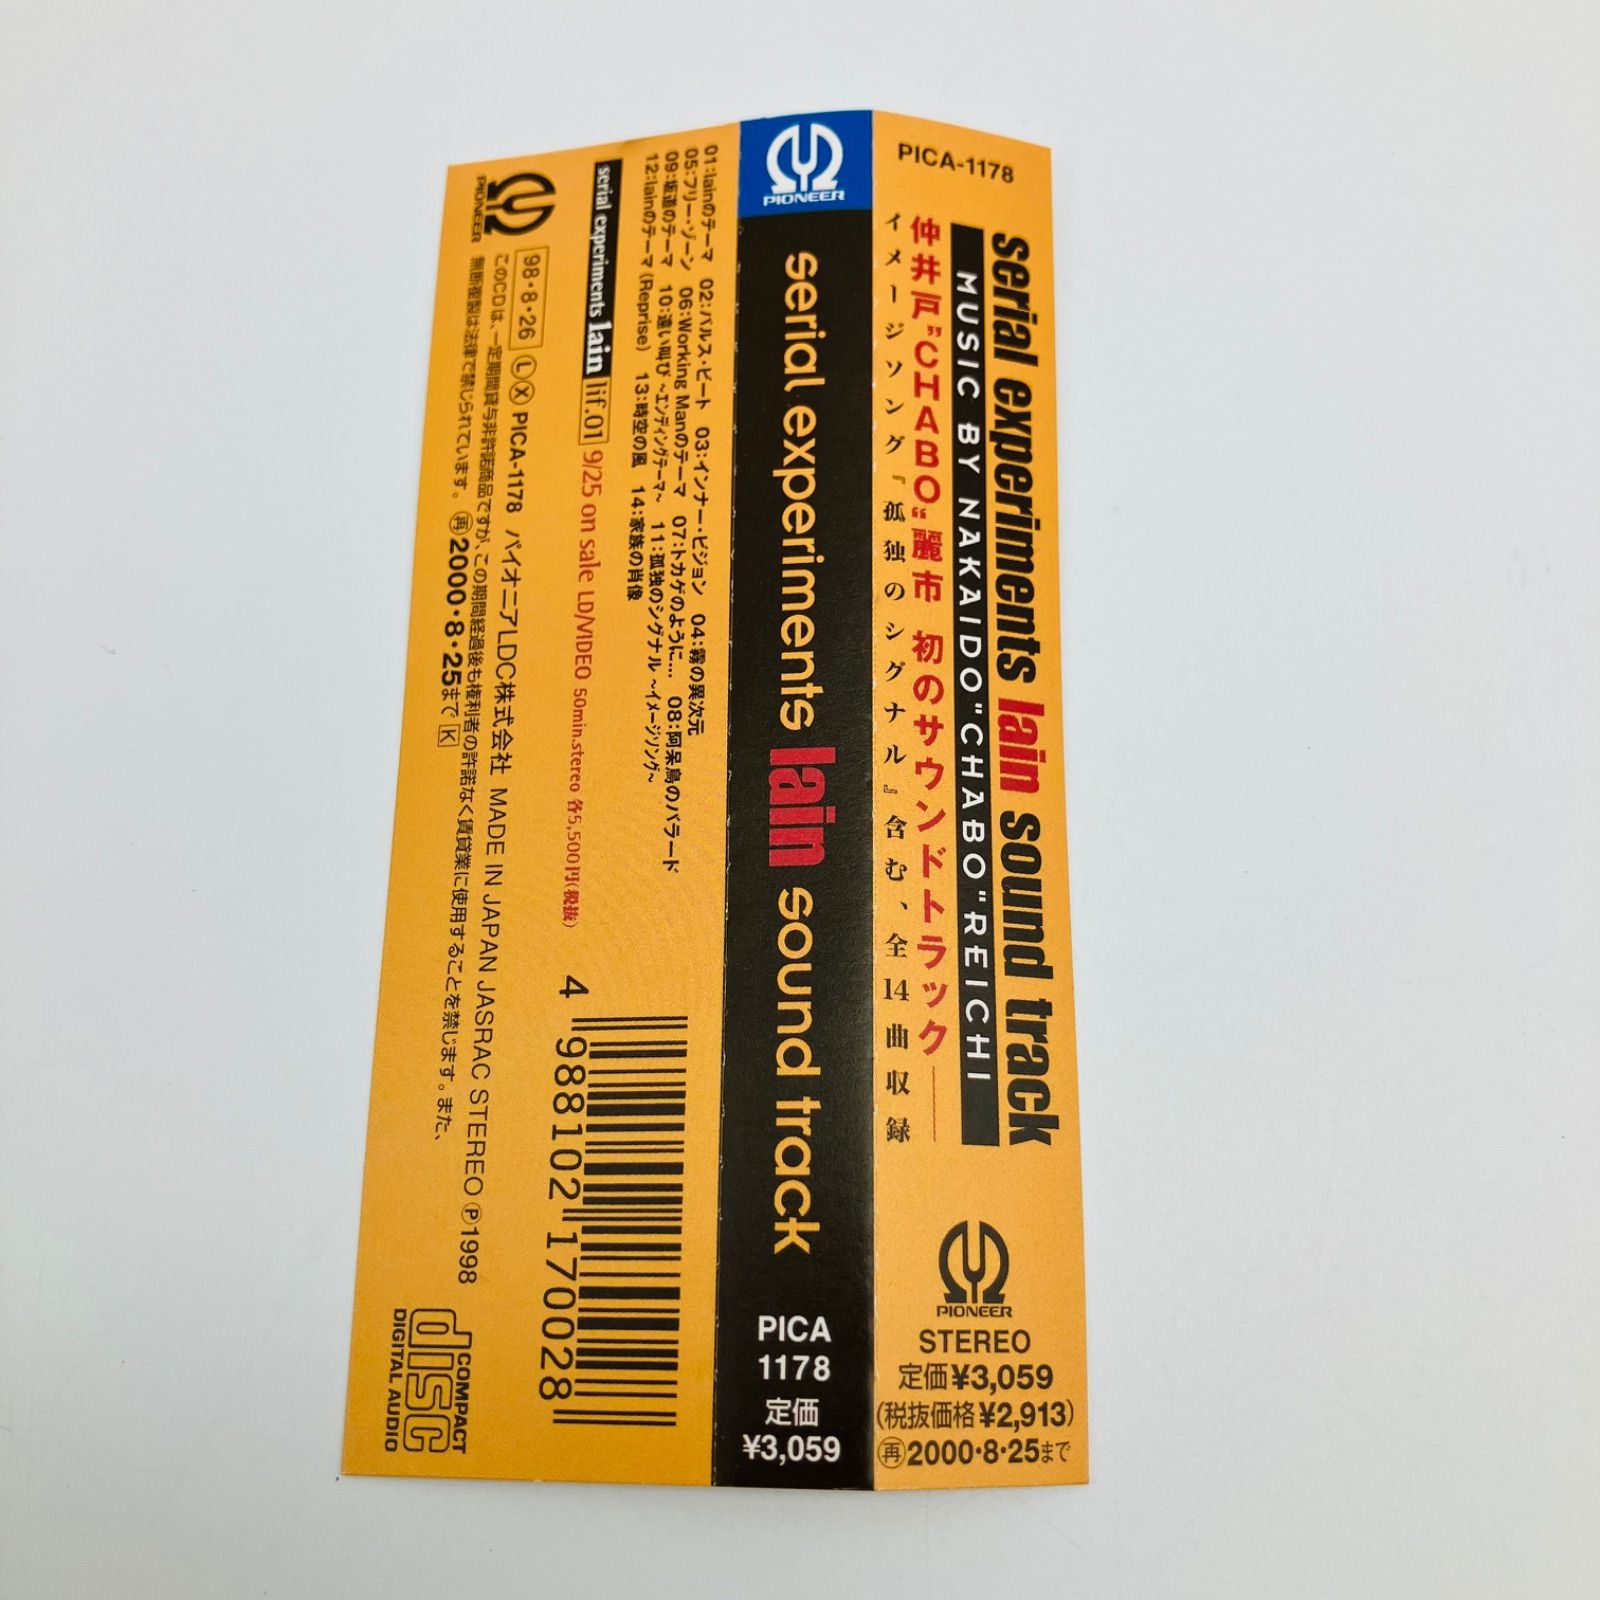 PICA-1178
serial experiments lain sound track
MUSIC BY NAKAIDO"CHABO"REICHI
仲井戸"CHABO"麗市 初のサウンドトラック
イメージソング『孤独のシグナル』含む、全14曲収録
PIONEER
STEREO
定価¥3,059
(税抜価格¥2,913)
再2000・8・25まで
PIONEER
serial experiments lain sound track
PICA
1178
定価
¥3,059
01:lainのテーマ 02:パルス・ビート 03:インナー・ビジョン 04:霧の異次元
05:フリー・ゾーン 06:Working Manのテーマ 07:トカゲのように… 08:阿呆鳥のバラード
09:坂道のテーマ 10:遠い叫び ~エンディングテーマ~ 11:孤独のシグナル ~イメージソング~
12:lainのテーマ (Reprise) 13:時空の風 14:家族の肖像
serial experiments lain lif.01 9/25 on sale LD/VIDEO 50min.stereo 各5,500円(税抜)
4 988102 170028
PIONEER
98・8・26 Ⓛ Ⓧ PICA-1178 パイオニアLDC株式会社 MADE IN JAPAN JASRAC STEREO Ⓟ1998
このCDは、一定期間貸与非許諾商品ですが、この期間経過後も権利者の許諾なく賃貸業に使用することを禁じます。また、
無断複製は法律で禁じられています。 再2000・8・25まで K
COMPACT
disc
DIGITAL AUDIO